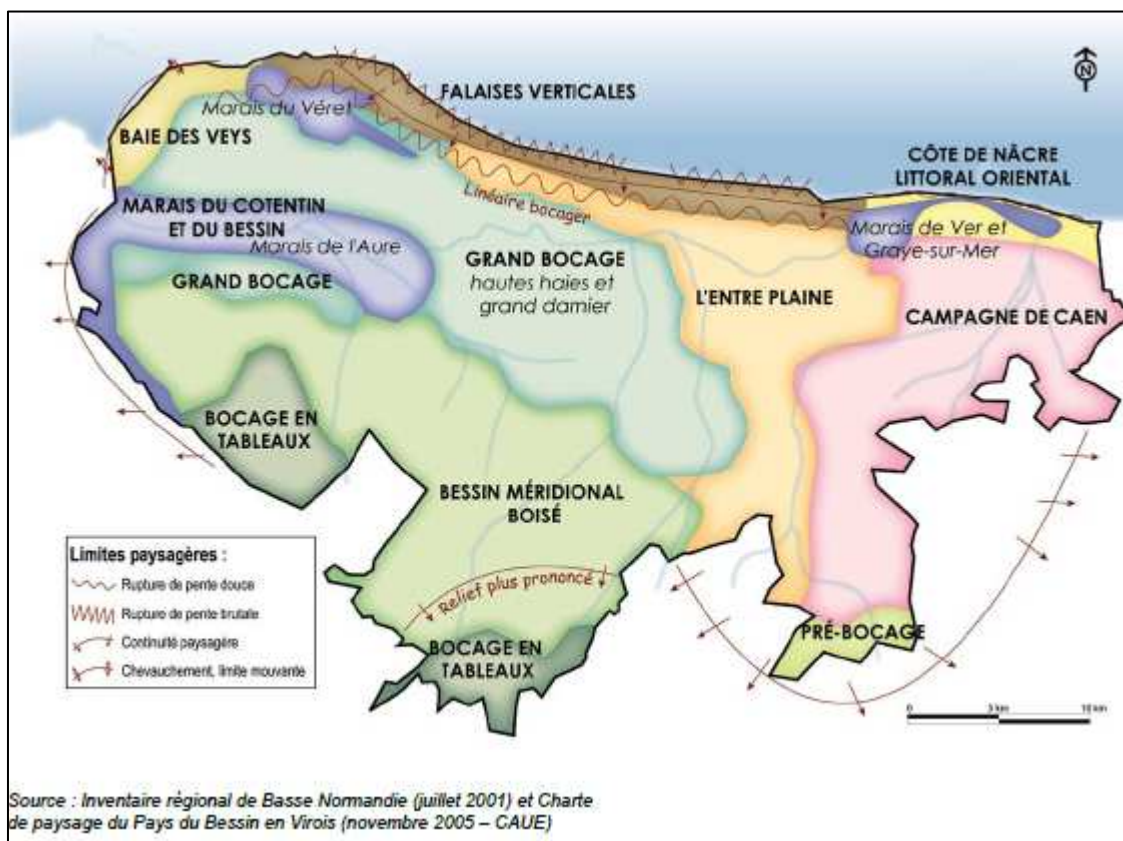 N
FALAISES VERTICALES
Marais du Véret
BAIE DES VEYS
CÔTE DE NÂCRE
LITTORAL ORIENTAL
Linéaire bocager
MARAIS DU COTENTIN
ET DU BESSIN
Marais de l'Aure
Marais de Ver et
Graye-sur-Mer
GRAND BOCAGE
GRAND BOCAGE
hautes haies et
grand damier
L'ENTRE PLAINE
CAMPAGNE DE CAEN
BOCAGE EN
TABLEAUX
BESSIN MÉRIDIONAL
BOISÉ
Limites paysagères :
Rupture de pente douce
Rupture de pente brutale
Continuité paysagère
Chevauchement, limite mouvante
Relief plus prononcé
BOCAGE EN
TABLEAUX
PRÉ-BOCAGE
0 5 km 10 km
Source : Inventaire régional de Basse Normandie (juillet 2001) et Charte
de paysage du Pays du Bessin en Virois (novembre 2005 – CAUE)